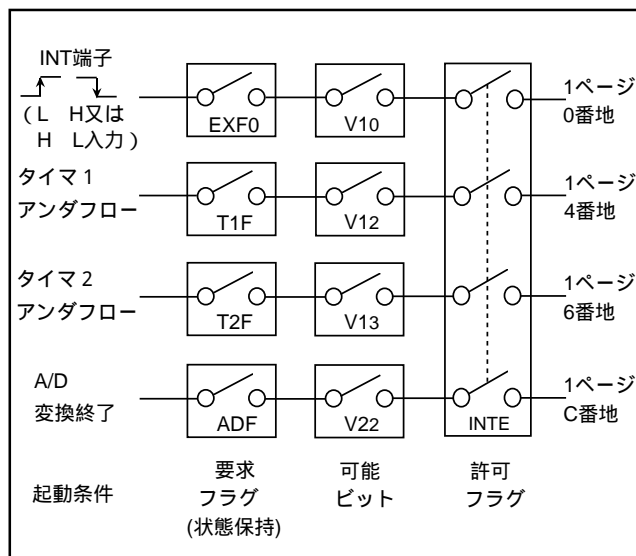 INT端子
(L H又は
H L入力)
EXF0
V10
1ページ
0番地
タイマ1
アンダフロー
T1F
V12
1ページ
4番地
タイマ2
アンダフロー
T2F
V13
1ページ
6番地
A/D
変換終了
ADF
V22
INTE
1ページ
C番地
起動条件
要求
フラグ
(状態保持)
可能
ビット
許可
フラグ